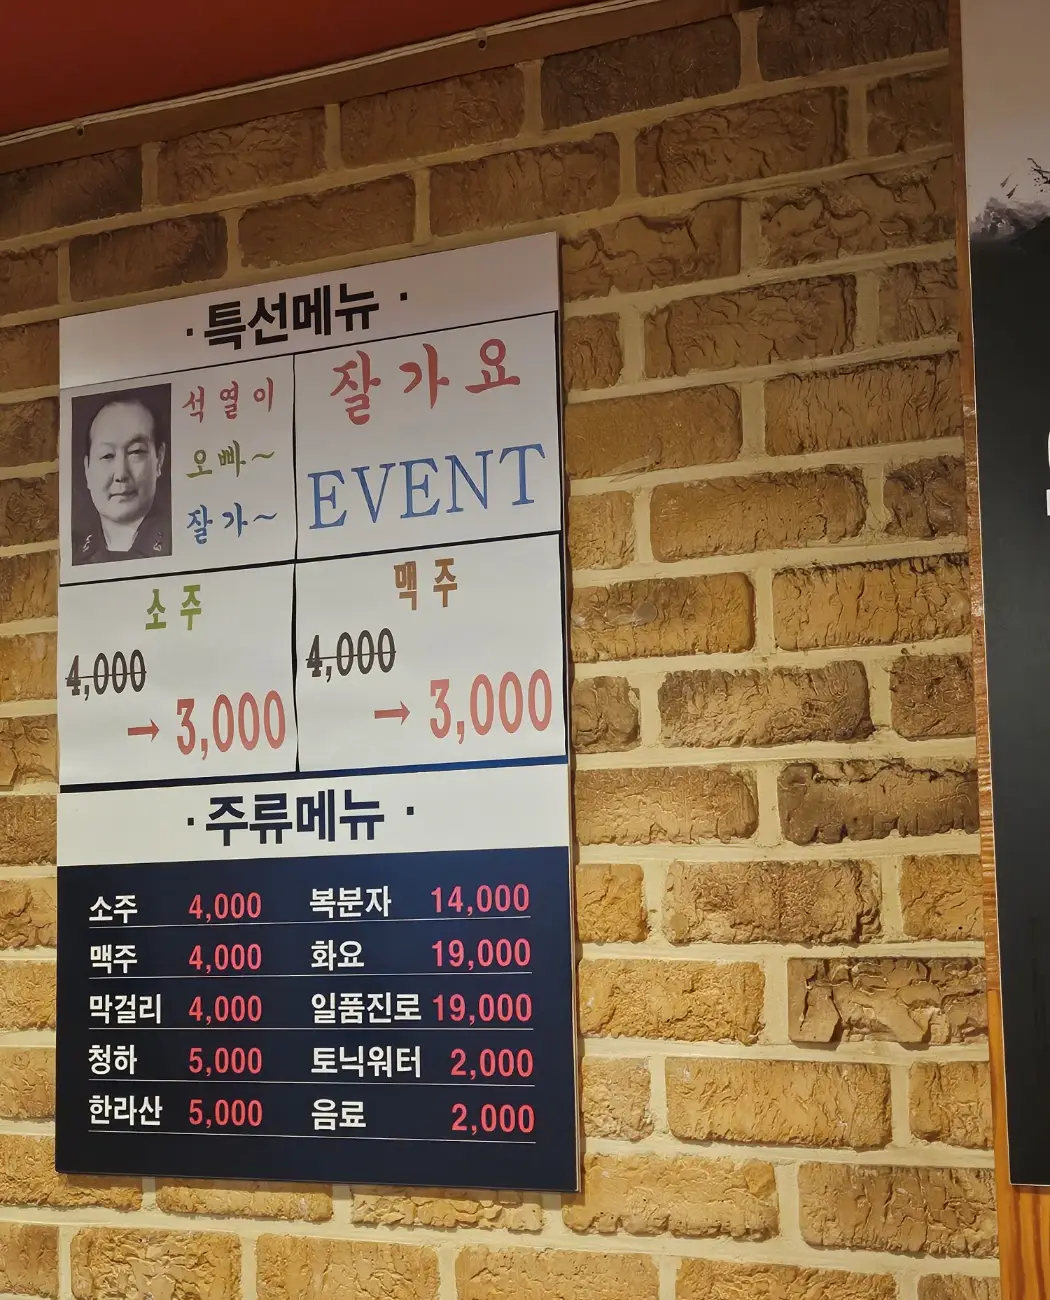 · 특선메뉴 ·
석열이
오빠~
잘가~
잘가요
EVENT
소주
4,000
→ 3,000
맥주
4,000
→ 3,000
· 주류메뉴 ·
소주 4,000 복분자 14,000
맥주 4,000 화요 19,000
막걸리 4,000 일품진로 19,000
청하 5,000 토닉워터 2,000
한라산 5,000 음료 2,000